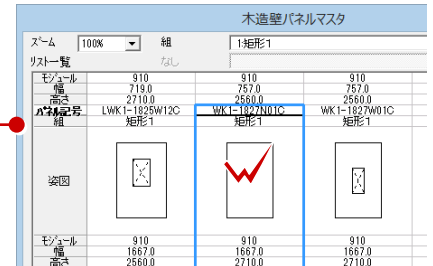 木造壁パネルマスタ
ズーム 100% 組 1:矩形1
リスト一覧 なし
モジュール 910 910 910
幅 719.0 757.0 757.0
高さ 2710.0 2560.0 2560.0
パネル記号 LWK1-1825W12C WK1-1827N01C WK1-1827W01C
組 矩形1 矩形1 矩形1
姿図
モジュール 910 910 910
幅 1667.0 1667.0 1667.0
高さ 2560.0 2710.0 2710.0